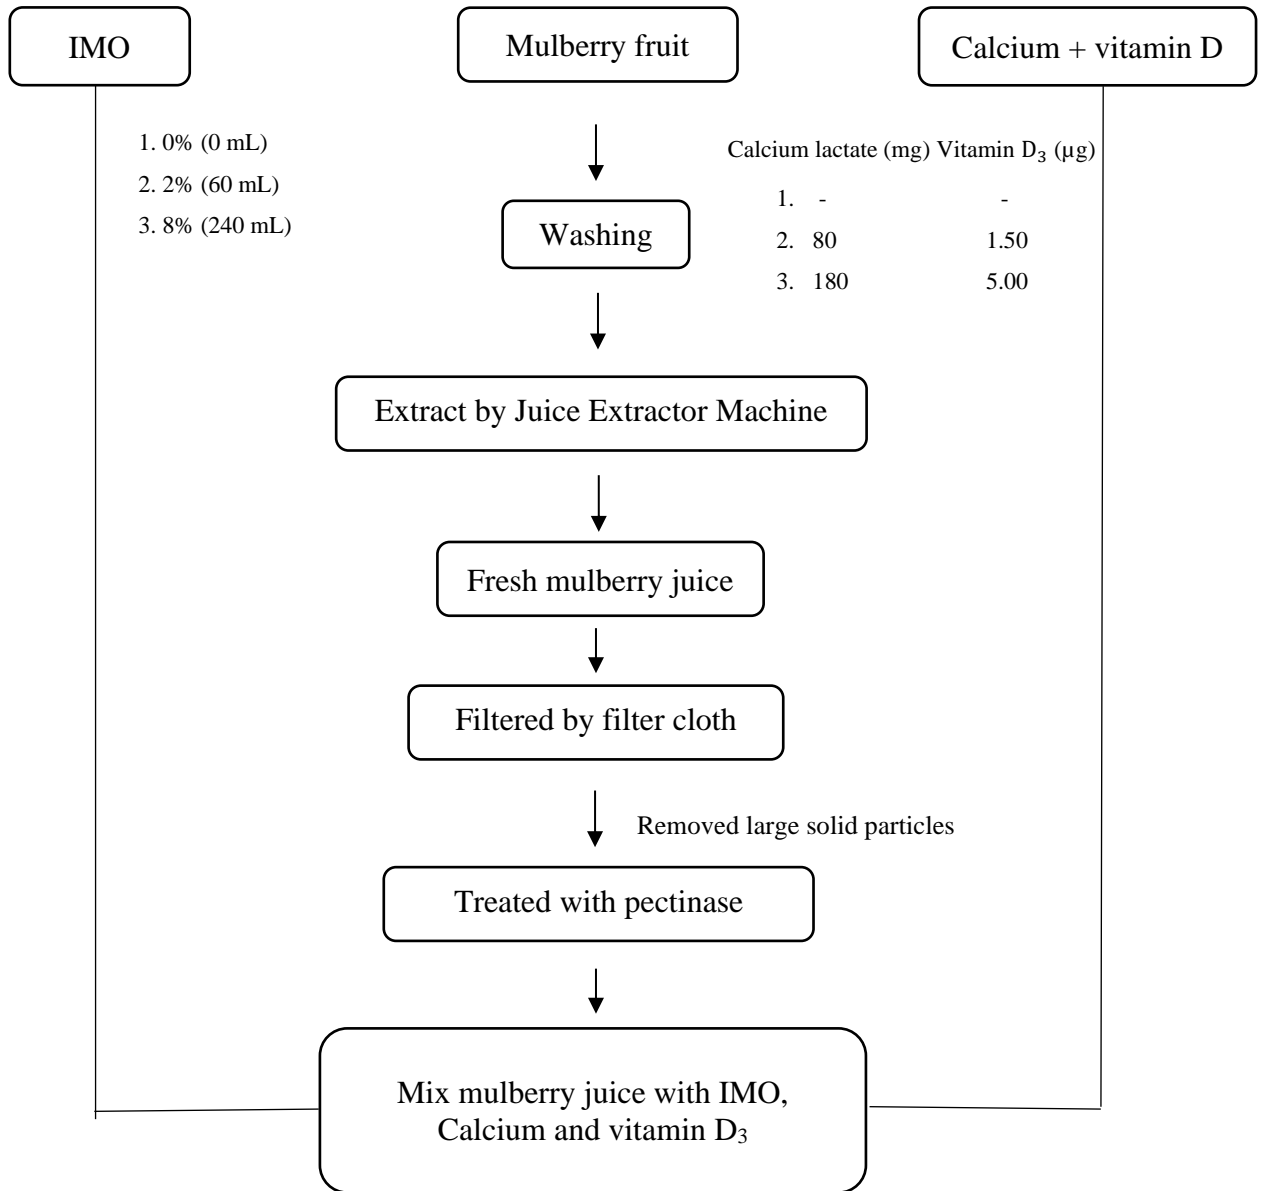 IMO
Mulberry fruit
Calcium + vitamin D
1. 0% (0 mL)
2. 2% (60 mL)
3. 8% (240 mL)
Calcium lactate (mg) Vitamin D₃ (µg)
1. - -
2. 80 1.50
3. 180 5.00
Washing
Extract by Juice Extractor Machine
Fresh mulberry juice
Filtered by filter cloth
Removed large solid particles
Treated with pectinase
Mix mulberry juice with IMO,
Calcium and vitamin D₃